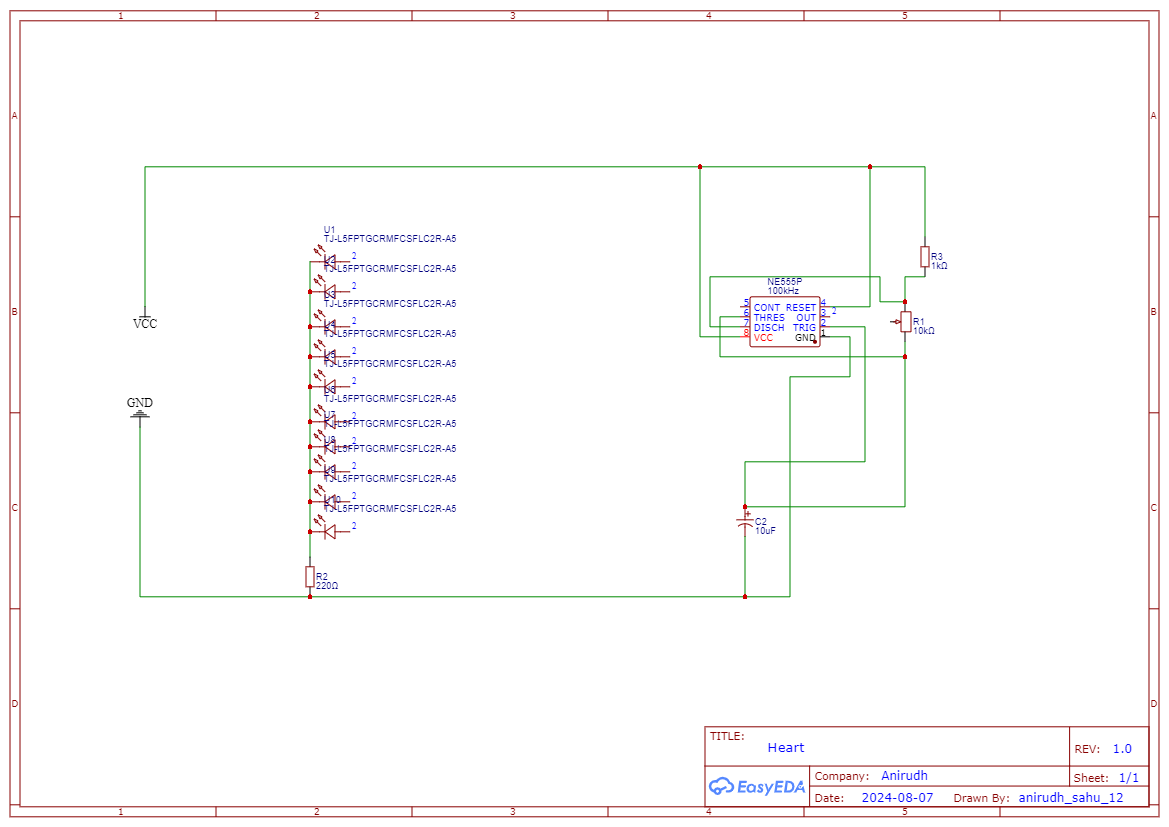 1 2 3 4 5
A A
B B
C C
D D
VCC
GND
U1
TJ-L5FPTGCRMFCSFLC2R-A5
2
U2
TJ-L5FPTGCRMFCSFLC2R-A5
2
U3
TJ-L5FPTGCRMFCSFLC2R-A5
2
U4
TJ-L5FPTGCRMFCSFLC2R-A5
2
U5
TJ-L5FPTGCRMFCSFLC2R-A5
2
U6
TJ-L5FPTGCRMFCSFLC2R-A5
2
U7
TJ-L5FPTGCRMFCSFLC2R-A5
2
U8
TJ-L5FPTGCRMFCSFLC2R-A5
2
U9
TJ-L5FPTGCRMFCSFLC2R-A5
2
U10
TJ-L5FPTGCRMFCSFLC2R-A5
2
R2
220Ω
NE555P
100kHz
5 CONT RESET 4
6 THRES OUT 3 2
7 DISCH TRIG 2
8 VCC GND 1
R3
1kΩ
R1
10kΩ
+
C2
10uF
TITLE:
Heart
REV: 1.0
EasyEDA
Company: Anirudh
Sheet: 1/1
Date: 2024-08-07 Drawn By: anirudh_sahu_12
1 2 3 4 5